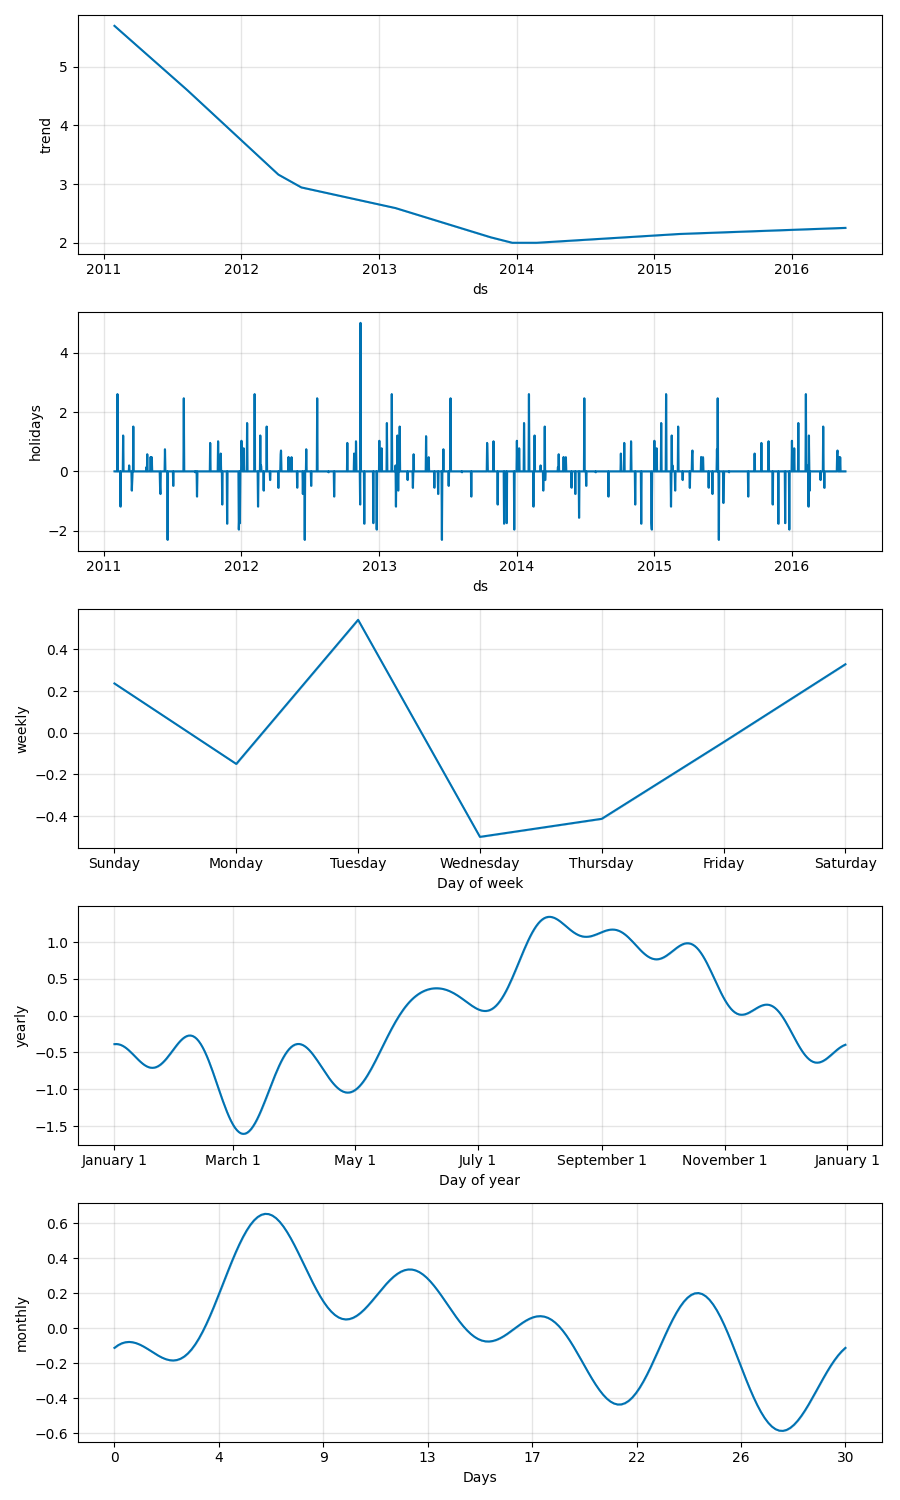 5
4
3
2
trend
2011 2012 2013 2014 2015 2016
ds
4
2
0
−2
holidays
2011 2012 2013 2014 2015 2016
ds
0.4
0.2
0.0
−0.2
−0.4
weekly
Sunday Monday Tuesday Wednesday Thursday Friday Saturday
Day of week
1.0
0.5
0.0
−0.5
−1.0
−1.5
yearly
January 1 March 1 May 1 July 1 September 1 November 1 January 1
Day of year
0.6
0.4
0.2
0.0
−0.2
−0.4
−0.6
monthly
0 4 9 13 17 22 26 30
Days